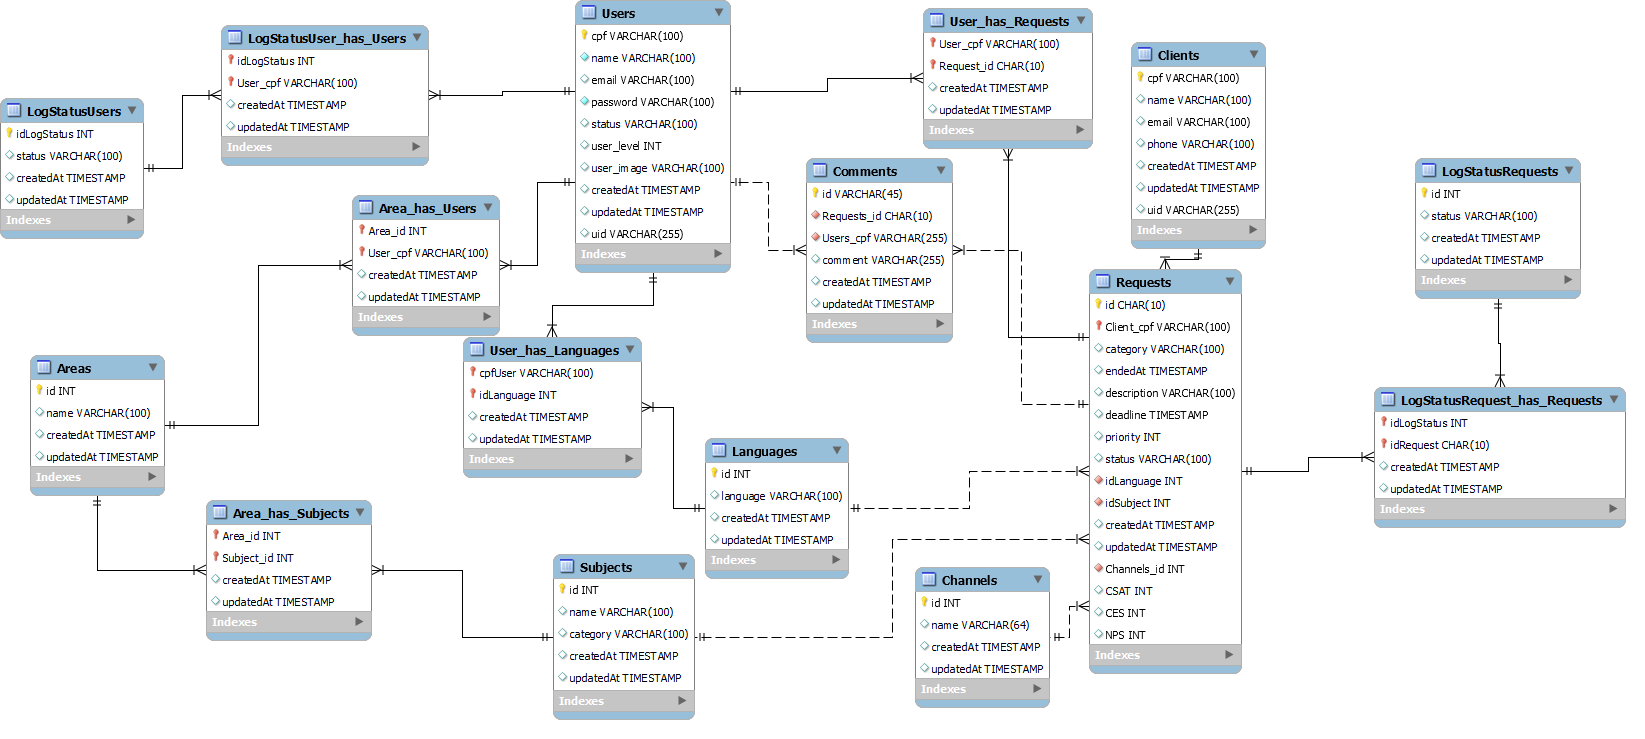 LogStatusUsers
idLogStatus INT
status VARCHAR(100)
createdAt TIMESTAMP
updatedAt TIMESTAMP
Indexes
LogStatusUser_has_Users
idLogStatus INT
User_cpf VARCHAR(100)
createdAt TIMESTAMP
updatedAt TIMESTAMP
Indexes
Users
cpf VARCHAR(100)
name VARCHAR(100)
email VARCHAR(100)
password VARCHAR(100)
status VARCHAR(100)
user_level INT
user_image VARCHAR(100)
createdAt TIMESTAMP
updatedAt TIMESTAMP
uid VARCHAR(255)
Indexes
User_has_Requests
User_cpf VARCHAR(100)
Request_id CHAR(10)
createdAt TIMESTAMP
updatedAt TIMESTAMP
Indexes
Clients
cpf VARCHAR(100)
name VARCHAR(100)
email VARCHAR(100)
phone VARCHAR(100)
createdAt TIMESTAMP
updatedAt TIMESTAMP
uid VARCHAR(255)
Indexes
Comments
id VARCHAR(45)
Requests_id CHAR(10)
Users_cpf VARCHAR(255)
comment VARCHAR(255)
createdAt TIMESTAMP
updatedAt TIMESTAMP
Indexes
LogStatusRequests
id INT
status VARCHAR(100)
createdAt TIMESTAMP
updatedAt TIMESTAMP
Indexes
Area_has_Users
Area_id INT
User_cpf VARCHAR(100)
createdAt TIMESTAMP
updatedAt TIMESTAMP
Indexes
Requests
id CHAR(10)
Client_cpf VARCHAR(100)
category VARCHAR(100)
endedAt TIMESTAMP
description VARCHAR(100)
deadline TIMESTAMP
priority INT
status VARCHAR(100)
idLanguage INT
idSubject INT
createdAt TIMESTAMP
updatedAt TIMESTAMP
Channels_id INT
CSAT INT
CES INT
NPS INT
Indexes
User_has_Languages
cpfUser VARCHAR(100)
idLanguage INT
createdAt TIMESTAMP
updatedAt TIMESTAMP
Indexes
Areas
id INT
name VARCHAR(100)
createdAt TIMESTAMP
updatedAt TIMESTAMP
Indexes
LogStatusRequest_has_Requests
idLogStatus INT
idRequest CHAR(10)
createdAt TIMESTAMP
updatedAt TIMESTAMP
Indexes
Languages
id INT
language VARCHAR(100)
createdAt TIMESTAMP
updatedAt TIMESTAMP
Indexes
Area_has_Subjects
Area_id INT
Subject_id INT
createdAt TIMESTAMP
updatedAt TIMESTAMP
Indexes
Subjects
id INT
name VARCHAR(100)
category VARCHAR(100)
createdAt TIMESTAMP
updatedAt TIMESTAMP
Indexes
Channels
id INT
name VARCHAR(64)
createdAt TIMESTAMP
updatedAt TIMESTAMP
Indexes